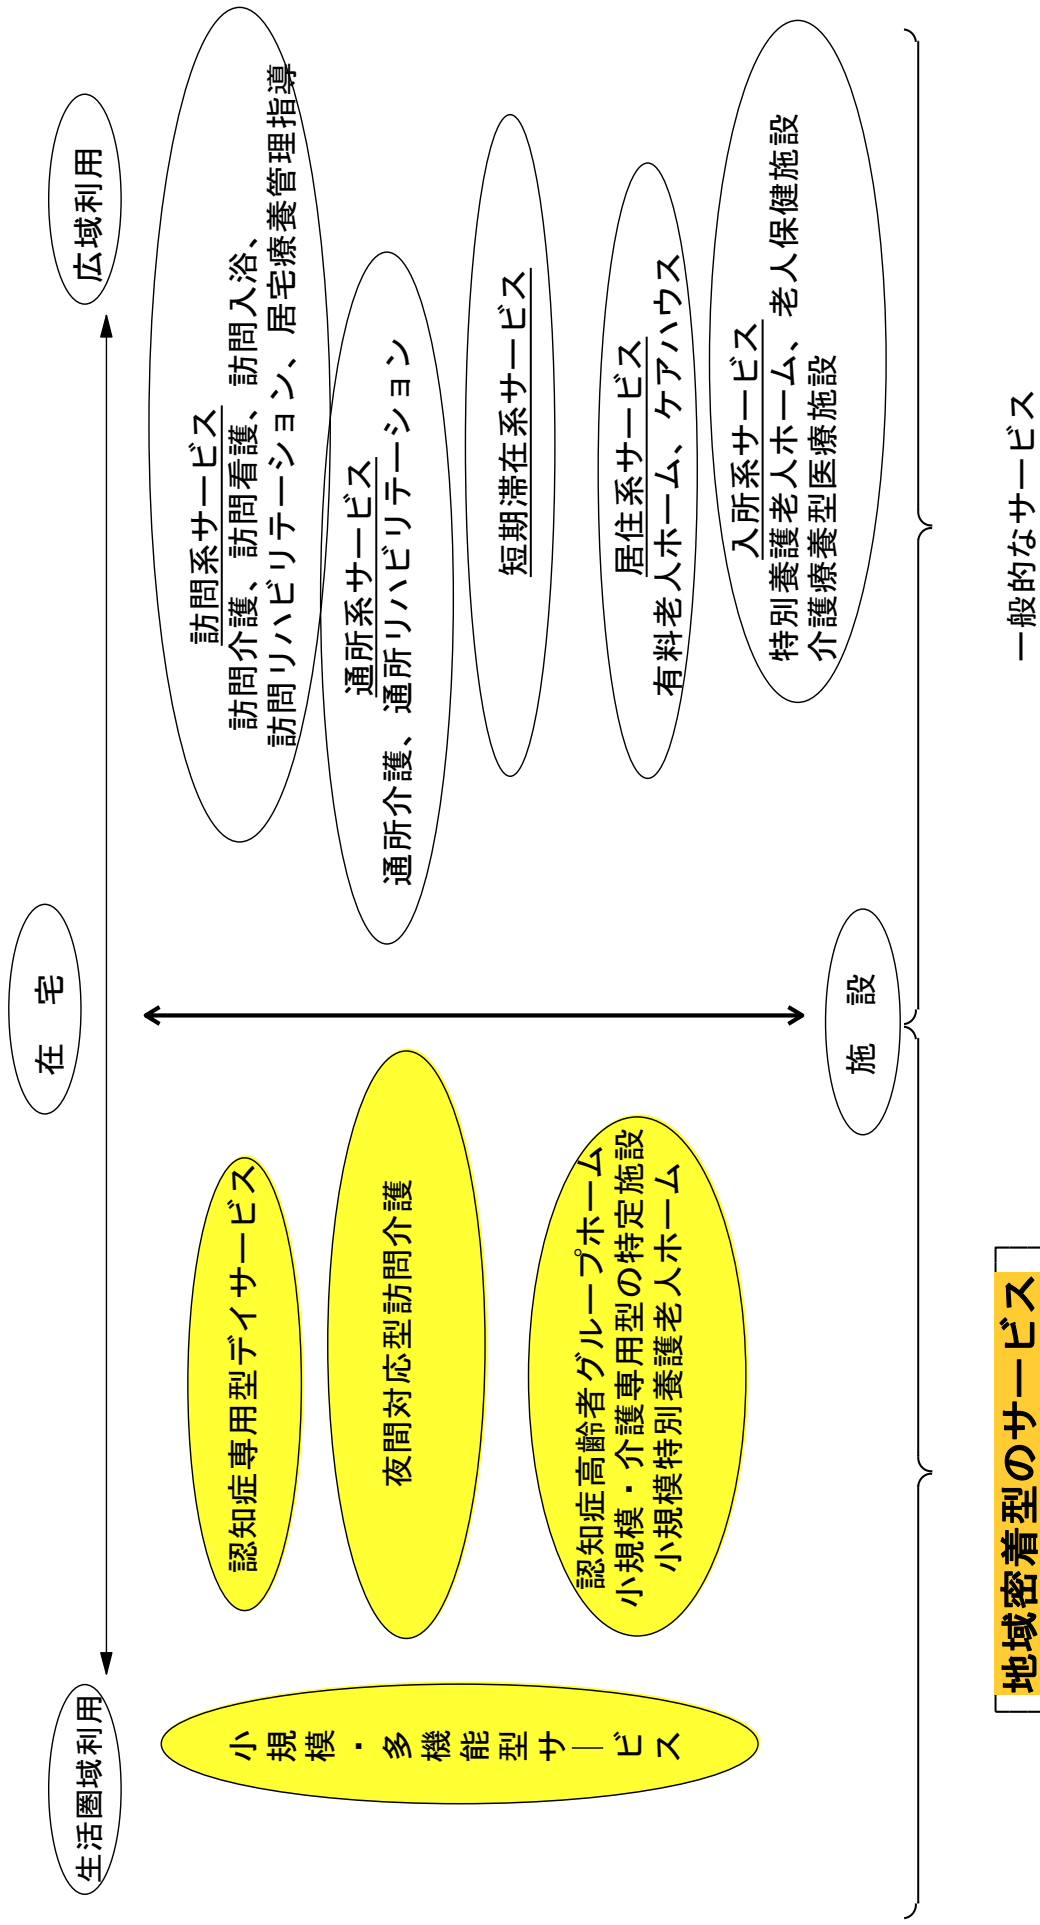 在　宅
生活圏域利用
広域利用
小規模・多機能型サービス
認知症専用型デイサービス
夜間対応型訪問介護
認知症高齢者グループホーム
小規模・介護専用型の特定施設
小規模特別養護老人ホーム
訪問系サービス
訪問介護、訪問看護、訪問入浴、
訪問リハビリテーション、居宅療養管理指導
通所系サービス
通所介護、通所リハビリテーション
短期滞在系サービス
居住系サービス
有料老人ホーム、ケアハウス
入所系サービス
特別養護老人ホーム、老人保健施設
介護療養型医療施設
施　設
地域密着型のサービス
一般的なサービス